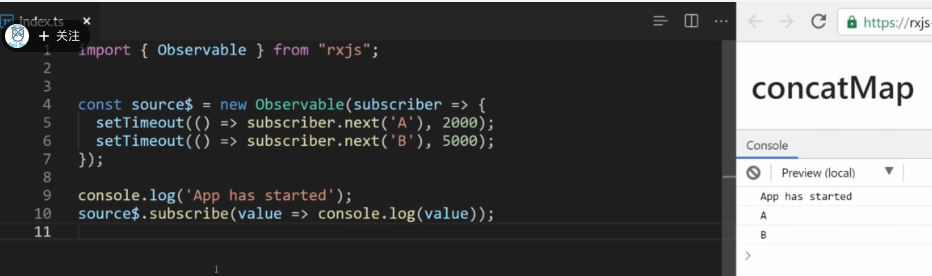 index.ts
关注
1 import { Observable } from "rxjs";
2
3
4 const source$ = new Observable(subscriber => {
5 setTimeout(() => subscriber.next('A'), 2000);
6 setTimeout(() => subscriber.next('B'), 5000);
7 });
8
9 console.log('App has started');
10 source$.subscribe(value => console.log(value));
11
https://rxjs-
concatMap
Console
Preview (local)
App has started
A
B